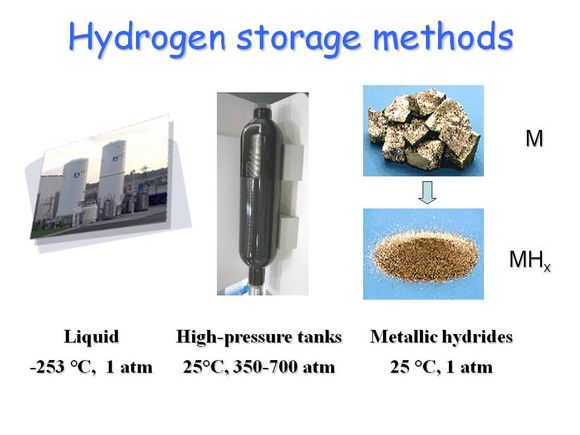 Hydrogen storage methods
M
MHx
Liquid
-253 °C, 1 atm
High-pressure tanks
25°C, 350-700 atm
Metallic hydrides
25 °C, 1 atm